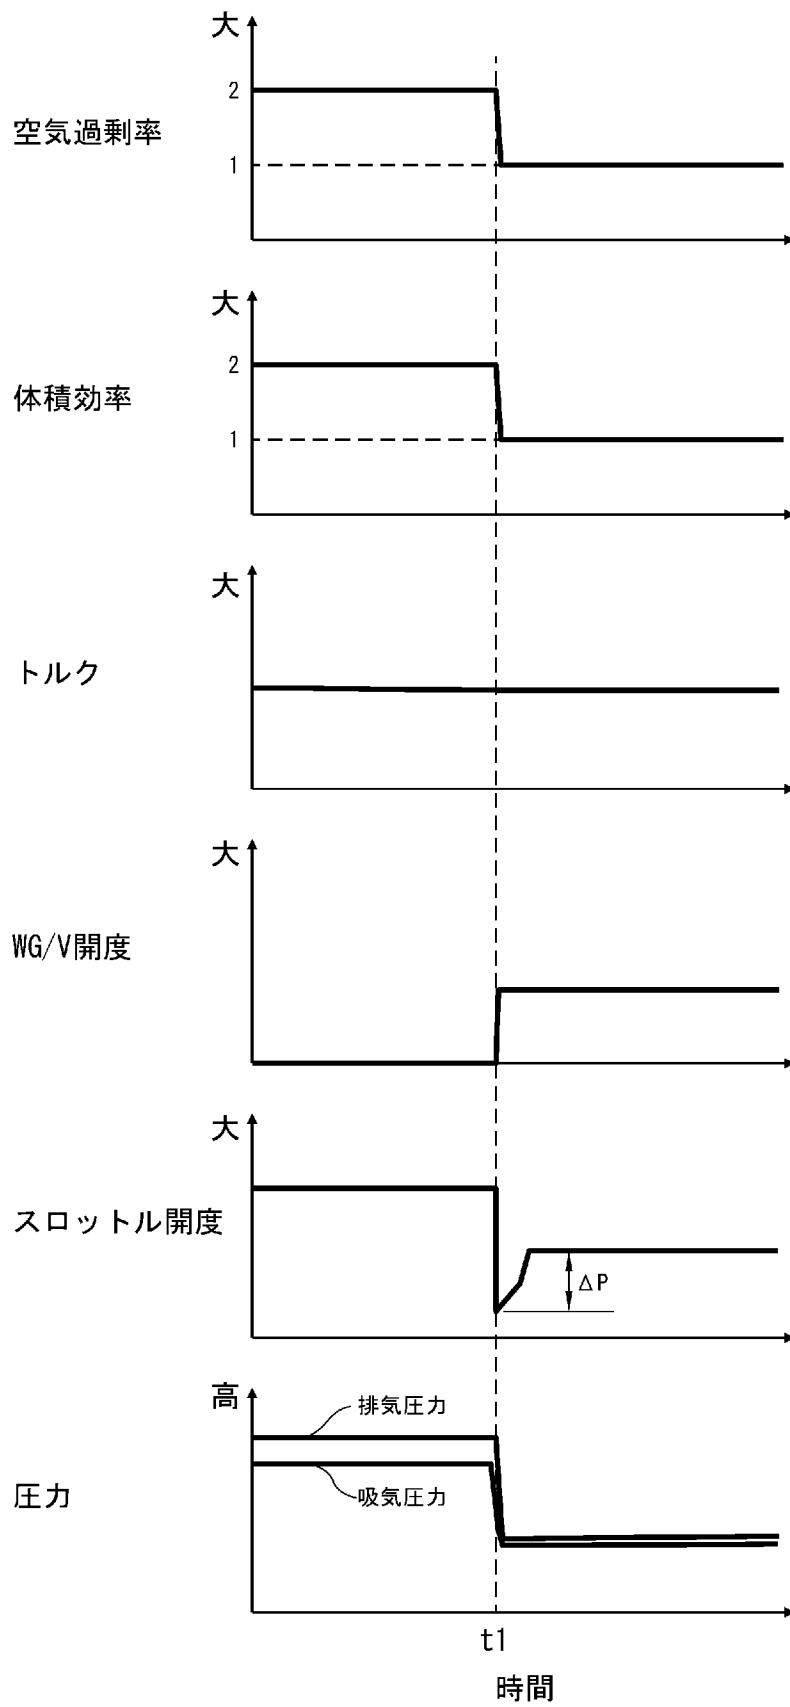 大
2
空気過剰率
1
大
2
体積効率
1
大
トルク
大
WG/V開度
大
スロットル開度
ΔP
高
排気圧力
圧力
吸気圧力
t1
時間